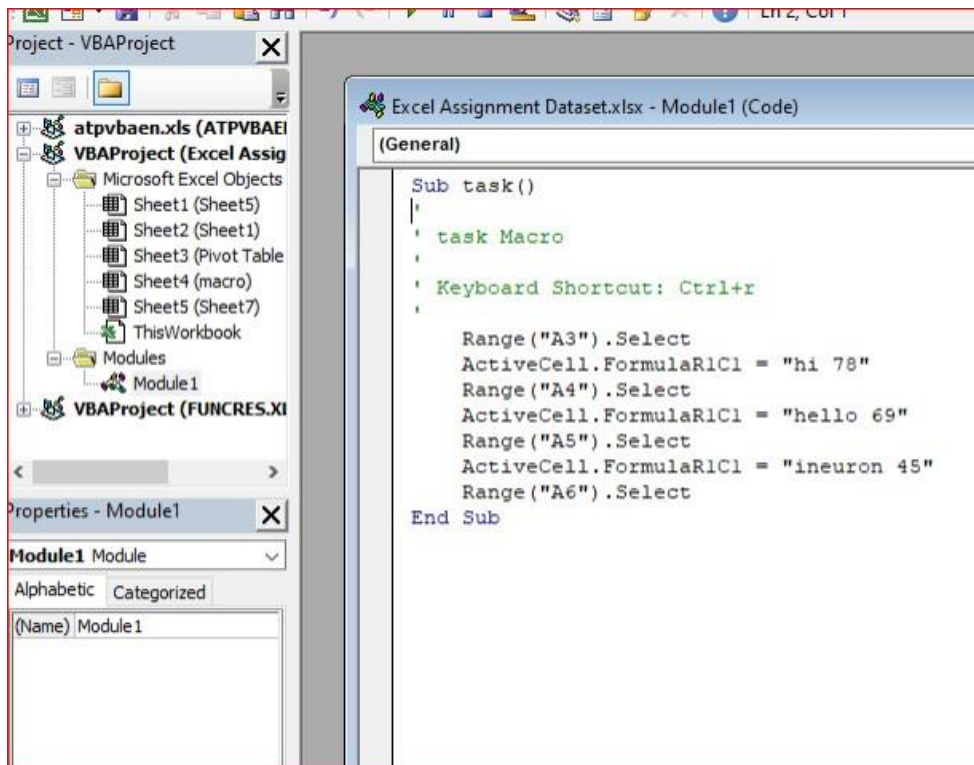 Ln 2, Col 1
Project - VBAProject
atpvbaen.xls (ATPVBAEI
VBAProject (Excel Assig
Microsoft Excel Objects
Sheet1 (Sheet5)
Sheet2 (Sheet1)
Sheet3 (Pivot Table
Sheet4 (macro)
Sheet5 (Sheet7)
ThisWorkbook
Modules
Module1
VBAProject (FUNCRES.XI
Properties - Module1
Module1 Module
Alphabetic Categorized
(Name) Module1
Excel Assignment Dataset.xlsx - Module1 (Code)
(General)
Sub task()
'
' task Macro
'
' Keyboard Shortcut: Ctrl+r
'
Range("A3").Select
ActiveCell.FormulaR1C1 = "hi 78"
Range("A4").Select
ActiveCell.FormulaR1C1 = "hello 69"
Range("A5").Select
ActiveCell.FormulaR1C1 = "ineuron 45"
Range("A6").Select
End Sub